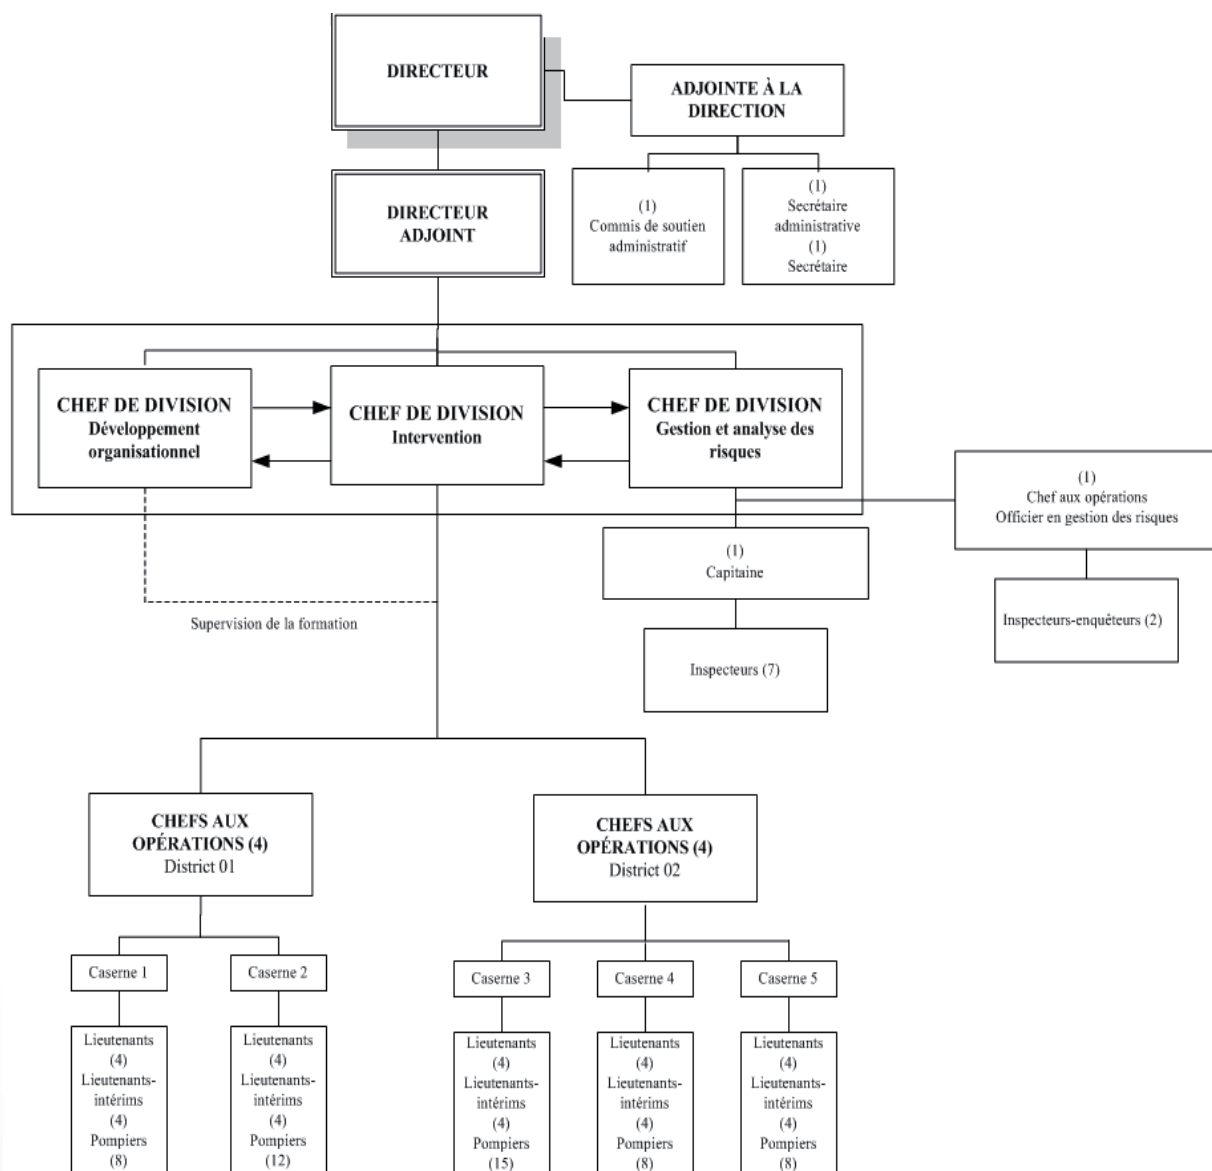 DIRECTEUR
ADJOINTE À LA
DIRECTION
(1)
Commis de soutien
administratif
(1)
Secrétaire
administrative
(1)
Secrétaire
DIRECTEUR
ADJOINT
CHEF DE DIVISION
Développement
organisationnel
CHEF DE DIVISION
Intervention
CHEF DE DIVISION
Gestion et analyse des
risques
(1)
Chef aux opérations
Officier en gestion des risques
(1)
Capitaine
Inspecteurs-enquêteurs (2)
Supervision de la formation
Inspecteurs (7)
CHEFS AUX
OPÉRATIONS (4)
District 01
CHEFS AUX
OPÉRATIONS (4)
District 02
Caserne 1
Caserne 2
Caserne 3
Caserne 4
Caserne 5
Lieutenants
(4)
Lieutenants-
intérims
(4)
Pompiers
(8)
Lieutenants
(4)
Lieutenants-
intérims
(4)
Pompiers
(12)
Lieutenants
(4)
Lieutenants-
intérims
(4)
Pompiers
(15)
Lieutenants
(4)
Lieutenants-
intérims
(4)
Pompiers
(8)
Lieutenants
(4)
Lieutenants-
intérims
(4)
Pompiers
(8)